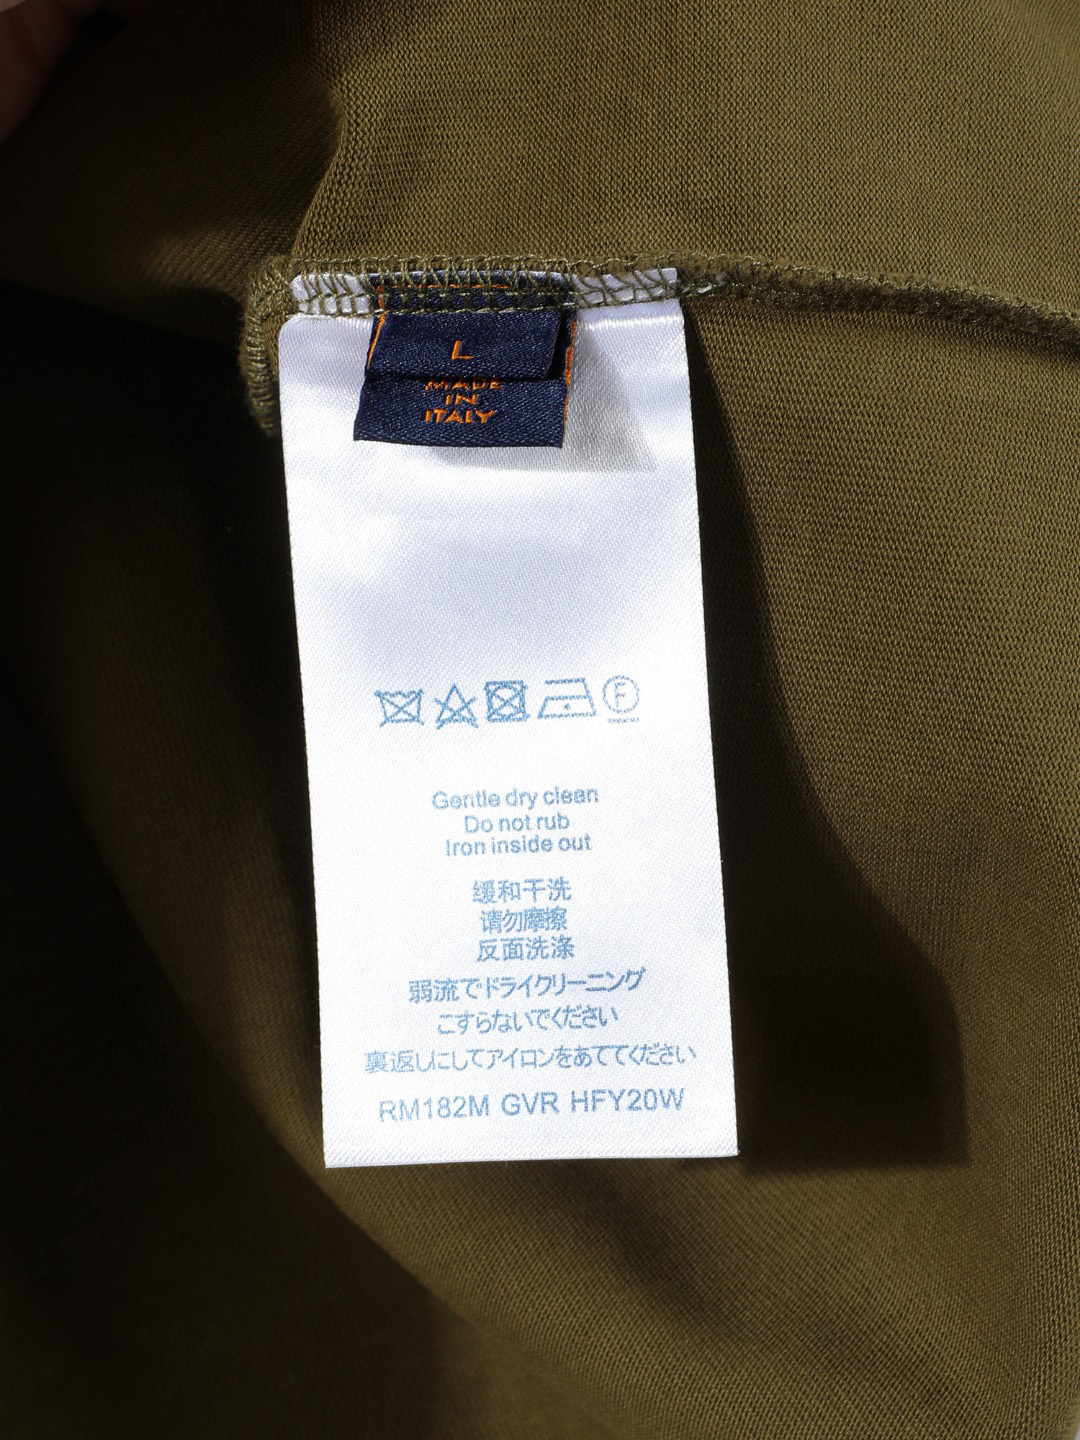 L
MADE
IN
ITALY
F
Gentle dry clean
Do not rub
Iron inside out
缓和干洗
请勿摩擦
反面洗涤
弱流でドライクリーニング
こすらないでください
裏返しにしてアイロンをあててください
RM182M GVR HFY20W